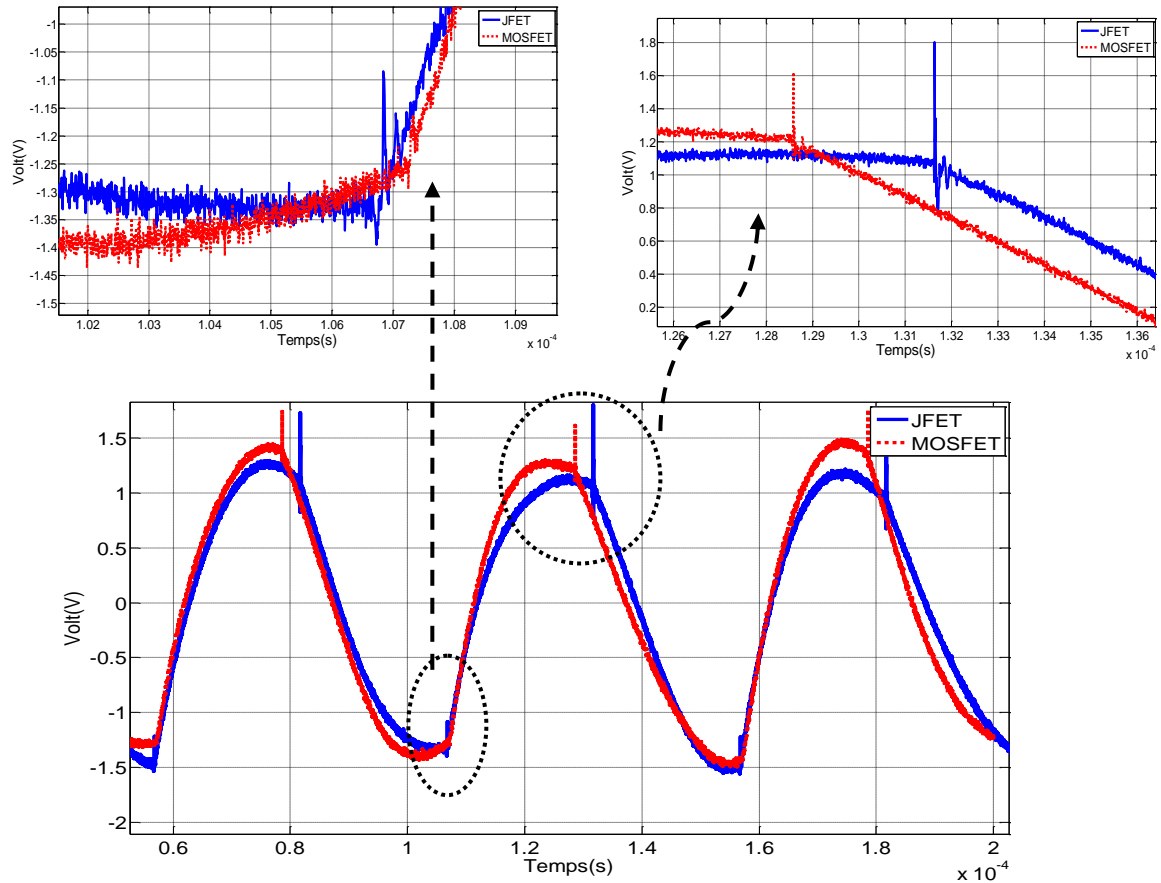 -1
-1.05
-1.1
-1.15
-1.2
-1.25
-1.3
-1.35
-1.4
-1.45
-1.5
Volt(V)
JFET
MOSFET
1.02 1.03 1.04 1.05 1.06 1.07 1.08 1.09
Temps(s)
x 10-4
1.8
1.6
1.4
1.2
1
0.8
0.6
0.4
0.2
Volt(V)
JFET
MOSFET
1.26 1.27 1.28 1.29 1.3 1.31 1.32 1.33 1.34 1.35 1.36
Temps(s)
x 10-4
1.5
1
0.5
0
-0.5
-1
-1.5
-2
Volt(V)
JFET
MOSFET
0.6 0.8 1 1.2 1.4 1.6 1.8 2
Temps(s)
x 10-4